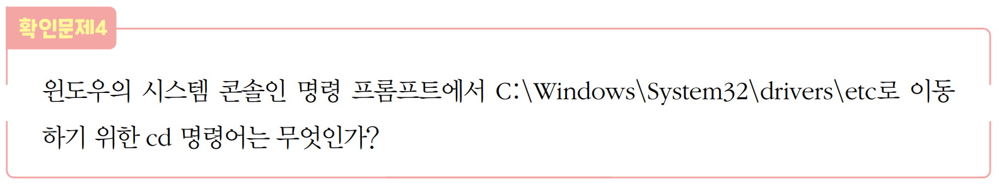 확인문제4
윈도우의 시스템 콘솔인 명령 프롬프트에서 C:\Windows\System32\drivers\etc로 이동
하기 위한 cd 명령어는 무엇인가?